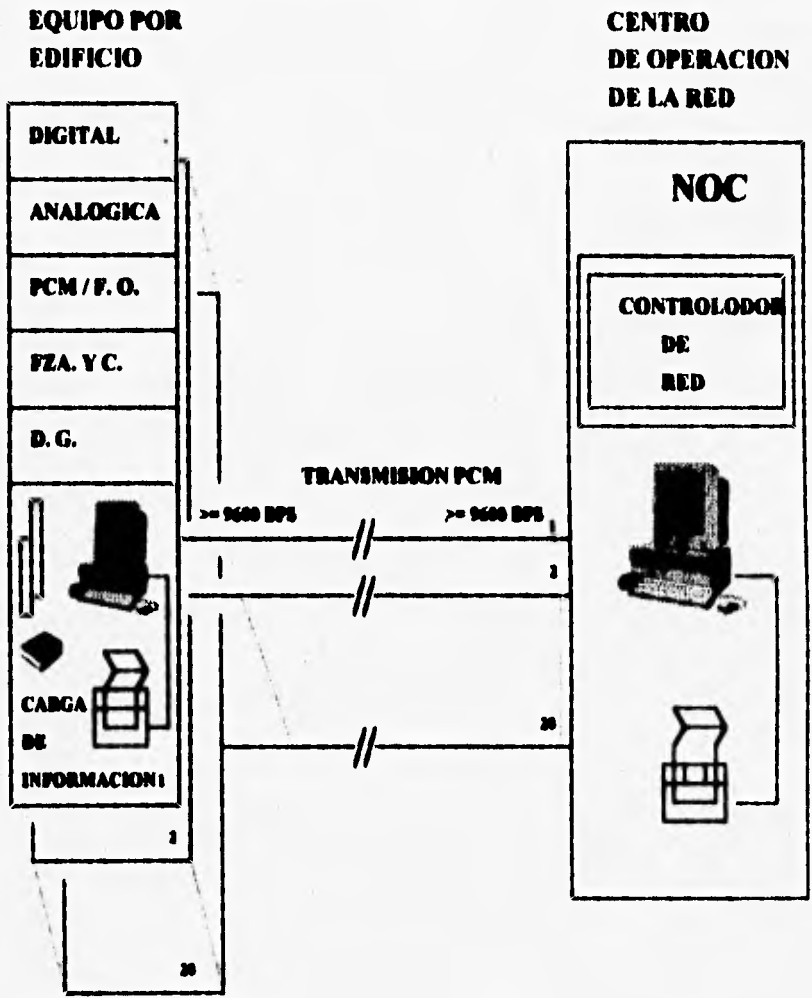 EQUIPO POR
EDIFICIO
CENTRO
DE OPERACION
DE LA RED
DIGITAL
ANALOGICA
PCM / F. O.
FZA. Y C.
D. G.
CARGA
DE
INFORMACION 1
2
NOC
CONTROLODOR
DE
RED
TRANSMISION PCM
>= 9600 BPS
>= 9600 BPS
1
2